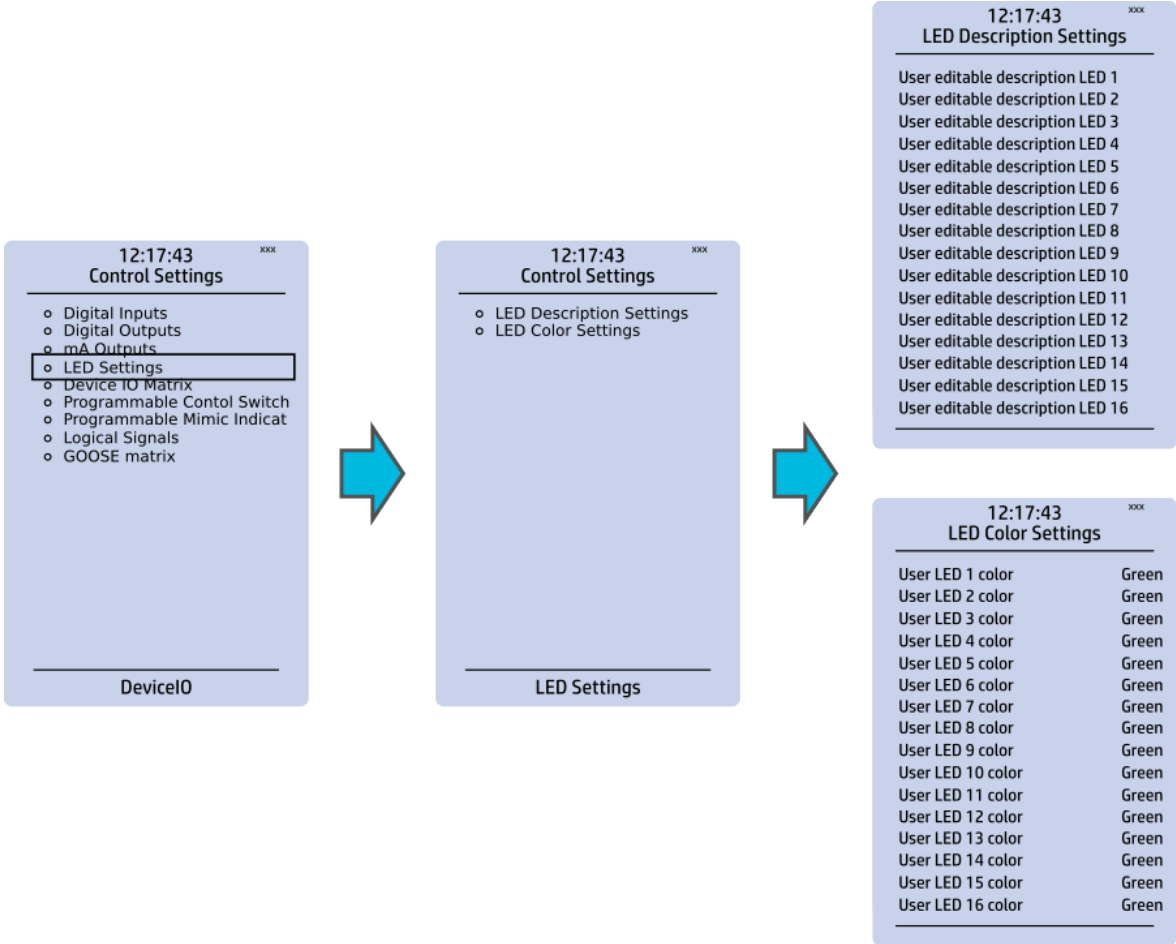 12:17:43 xxx
Control Settings
Digital Inputs
Digital Outputs
mA Outputs
LED Settings
Device IO Matrix
Programmable Contol Switch
Programmable Mimic Indicat
Logical Signals
GOOSE matrix
DeviceIO
12:17:43 xxx
Control Settings
LED Description Settings
LED Color Settings
LED Settings
12:17:43 xxx
LED Description Settings
User editable description LED 1
User editable description LED 2
User editable description LED 3
User editable description LED 4
User editable description LED 5
User editable description LED 6
User editable description LED 7
User editable description LED 8
User editable description LED 9
User editable description LED 10
User editable description LED 11
User editable description LED 12
User editable description LED 13
User editable description LED 14
User editable description LED 15
User editable description LED 16
12:17:43 xxx
LED Color Settings
User LED 1 color Green
User LED 2 color Green
User LED 3 color Green
User LED 4 color Green
User LED 5 color Green
User LED 6 color Green
User LED 7 color Green
User LED 8 color Green
User LED 9 color Green
User LED 10 color Green
User LED 11 color Green
User LED 12 color Green
User LED 13 color Green
User LED 14 color Green
User LED 15 color Green
User LED 16 color Green